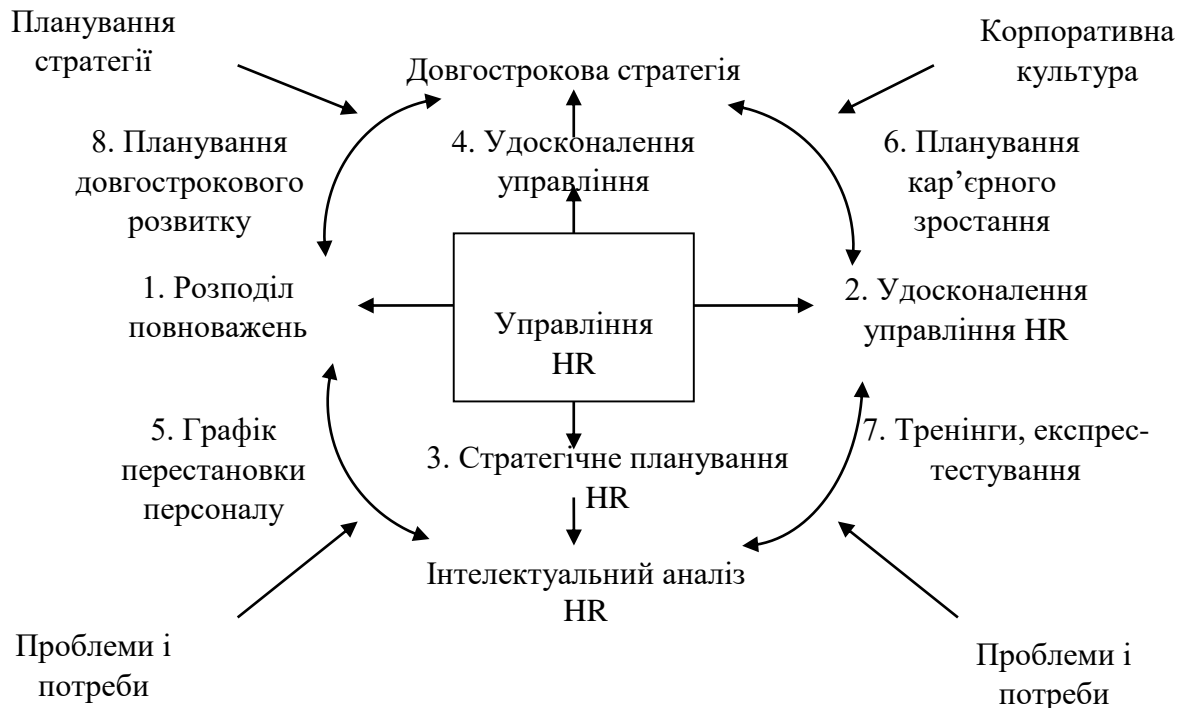 Планування
стратегії
Корпоративна
культура
Довгострокова стратегія
8. Планування
довгострокового
розвитку
4. Удосконалення
управління
6. Планування
кар’єрного
зростання
1. Розподіл
повноважень
Управління
HR
2. Удосконалення
управління HR
5. Графік
перестановки
персоналу
3. Стратегічне планування
HR
7. Тренінги, експрес-
тестування
Інтелектуальний аналіз
HR
Проблеми і
потреби
Проблеми і
потреби